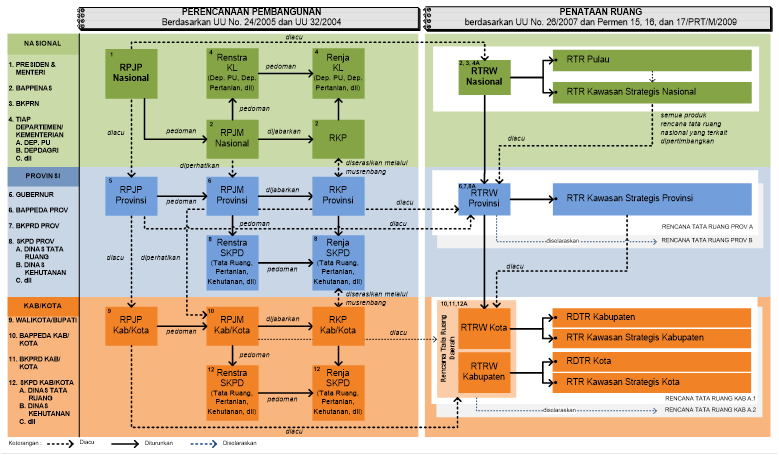 PERENCANAAN PEMBANGUNAN
Berdasarkan UU No. 24/2005 dan UU 32/2004
PENATAAN RUANG
berdasarkan UU No. 26/2007 dan Permen 15, 16, dan 17/PRT/M/2009
NASIONAL
1. PRESIDEN & MENTERI
2. BAPPENAS
3. BKPRN
4. TIAP DEPARTEMEN/ KEMENTERIAN
A. DEP. PU
B. DEPDAGRI
C. dll
1
RPJP
Nasional
4
Renstra
KL
(Dep. PU, Dep.
Pertanian, dll)
pedoman
4
Renja
KL
(Dep. PU, Dep.
Pertanian, dll)
diacu
pedoman
pedoman
2
RPJM
Nasional
dijabarkan
2
RKP
diacu
diperhatikan
diserasikan melalui
musrenbang
2, 3, 4A
RTRW
Nasional
RTR Pulau
RTR Kawasan Strategis Nasional
semua produk
rencana tata ruang
nasional yang terkait
dipertimbangkan
diacu
PROVINSI
5. GUBERNUR
6. BAPPEDA PROV
7. BKPRD PROV
8. SKPD PROV
A. DINAS TATA RUANG
B. DINAS KEHUTANAN
C. dll
5
RPJP
Provinsi
pedoman
6
RPJM
Provinsi
dijabarkan
6
RKP
Provinsi
diacu
pedoman
pedoman
8
Renstra
SKPD
(Tata Ruang,
Pertanian,
Kehutanan, dll)
pedoman
8
Renja
SKPD
(Tata Ruang,
Pertanian,
Kehutanan, dll)
diacu
diperhatikan
diserasikan melalui
musrenbang
6,7,8A
RTRW
Provinsi
RTR Kawasan Strategis Provinsi
RENCANA TATA RUANG PROV A
diselaraskan
RENCANA TATA RUANG PROV B
diacu
KAB/KOTA
9. WALIKOTA/BUPATI
10. BAPPEDA KAB/ KOTA
11. BKPRD KAB/ KOTA
12. SKPD KAB/KOTA
A. DINAS TATA RUANG
B. DINAS KEHUTANAN
C. dll
9
RPJP
Kab/Kota
pedoman
10
RPJM
Kab/Kota
dijabarkan
10
RKP
Kab/Kota
diacu
pedoman
pedoman
12
Renstra
SKPD
(Tata Ruang,
Pertanian,
Kehutanan, dll)
pedoman
12
Renja
SKPD
(Tata Ruang,
Pertanian,
Kehutanan, dll)
diacu
10,11,12A
Rencana Tata Ruang
Daerah
RTRW
Kota
RTRW
Kabupaten
RDTR Kabupaten
RTR Kawasan Strategis Kabupaten
RDTR Kota
RTR Kawasan Strategis Kota
RENCANA TATA RUANG KAB A.1
diselaraskan
RENCANA TATA RUANG KAB A.2
Keterangan :
Diacu
Diturunkan
Diselaraskan